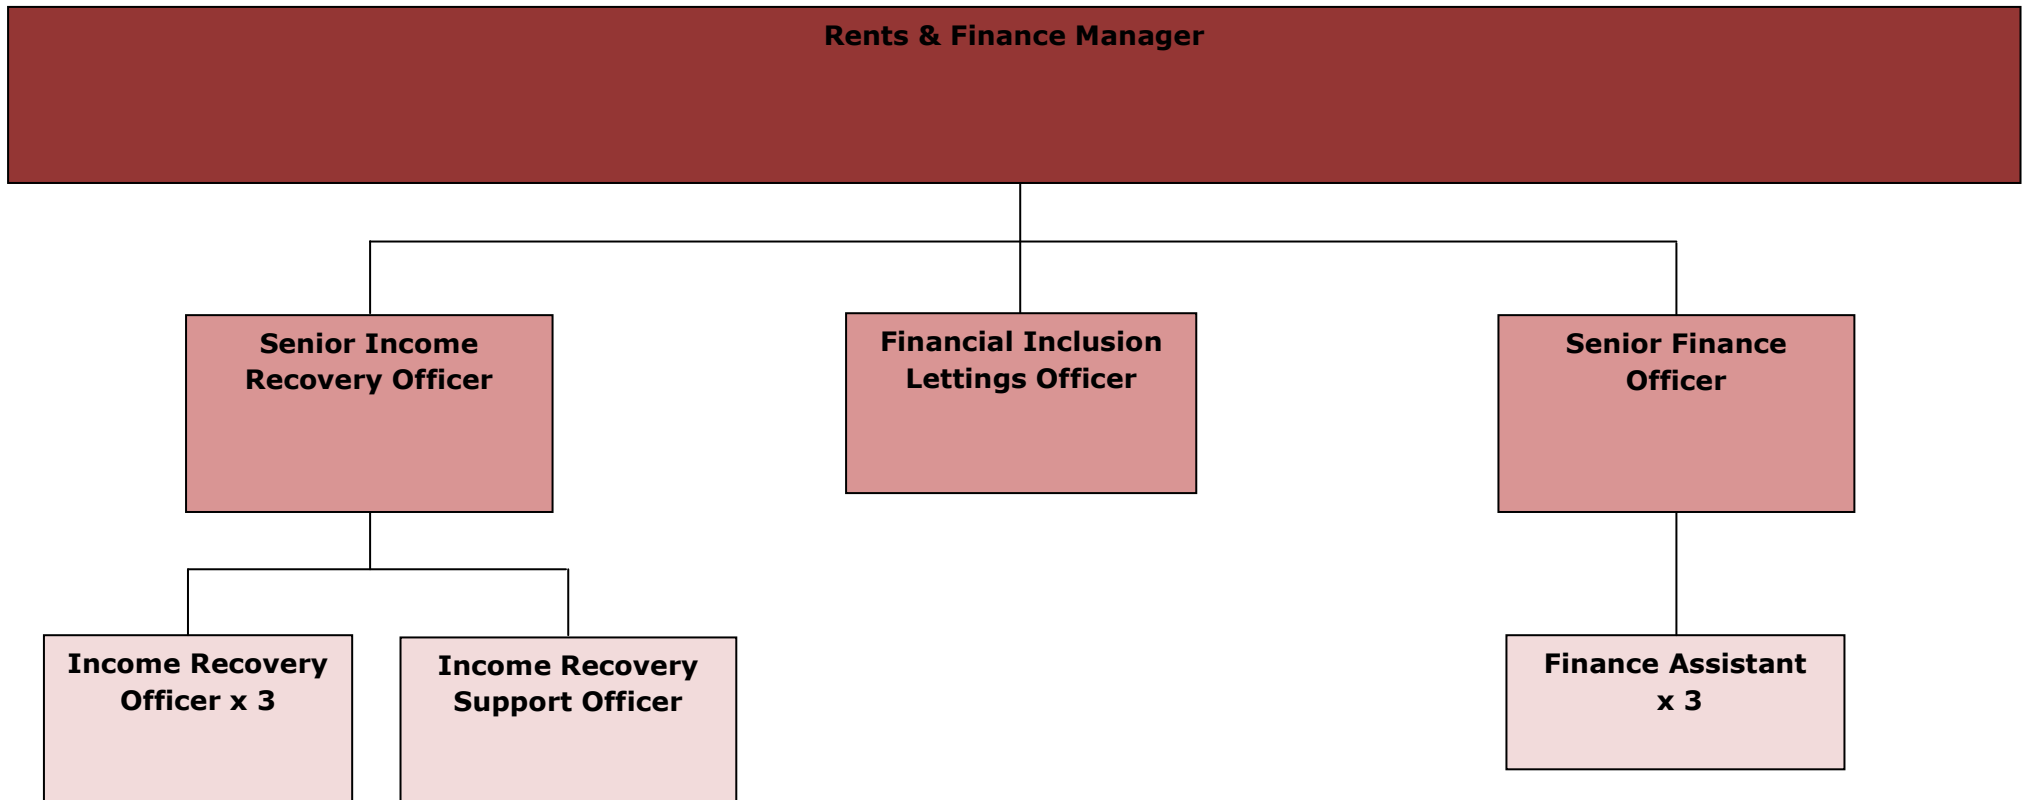 Rents & Finance Manager
Senior Income
Recovery Officer
Financial Inclusion
Lettings Officer
Senior Finance
Officer
Income Recovery
Officer x 3
Income Recovery
Support Officer
Finance Assistant
x 3